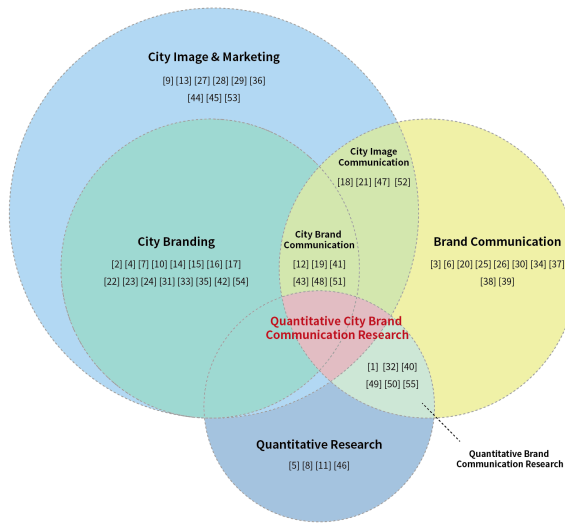 City Image & Marketing
[9] [13] [27] [28] [29] [36]
[44] [45] [53]
City Image
Communication
[18] [21] [47] [52]
City Branding
[2] [4] [7] [10] [14] [15] [16] [17]
[22] [23] [24] [31] [33] [35] [42] [54]
City Brand
Communication
[12] [19] [41]
[43] [48] [51]
Brand Communication
[3] [6] [20] [25] [26] [30] [34] [37]
[38] [39]
Quantitative City Brand
Communication Research
[1] [32] [40]
[49] [50] [55]
Quantitative Research
[5] [8] [11] [46]
Quantitative Brand
Communication Research